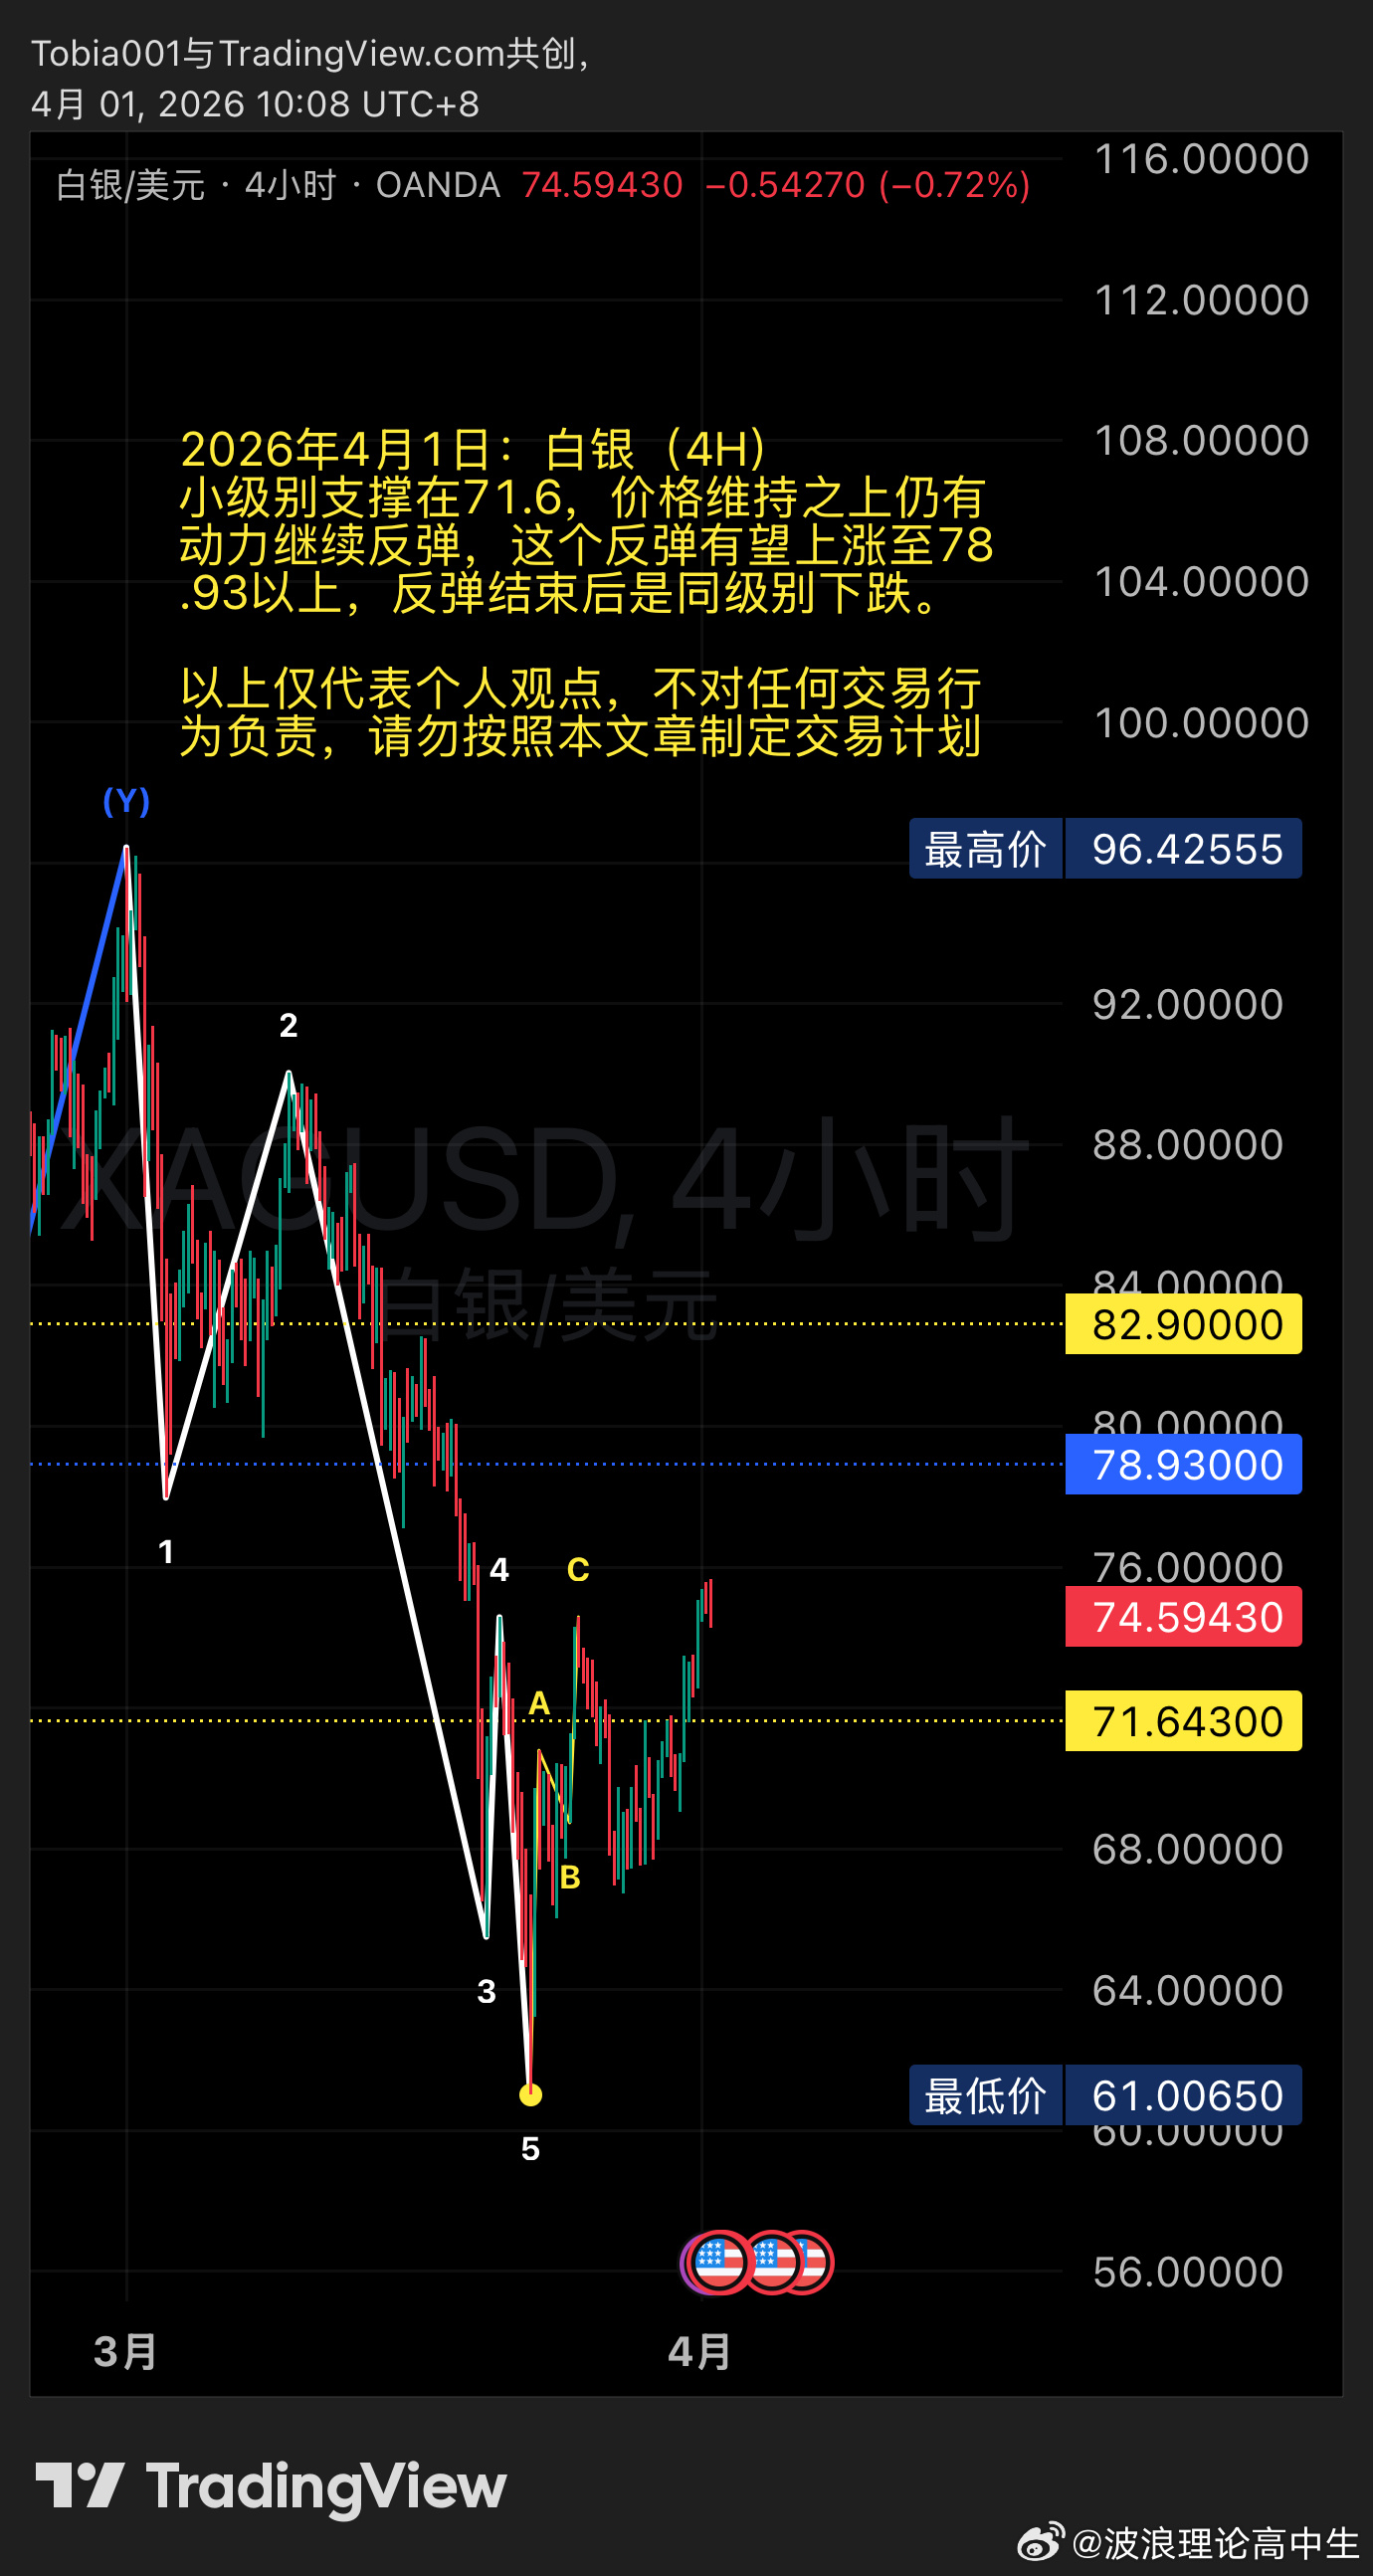 Tobia001与TradingView.com共创，
4月 01, 2026 10:08 UTC+8
白银/美元 · 4小时 · OANDA 74.59430 −0.54270 (−0.72%)
116.00000
112.00000
2026年4月1日：白银（4H）
小级别支撑在71.6，价格维持之上仍有
动力继续反弹，这个反弹有望上涨至78
.93以上，反弹结束后是同级别下跌。
以上仅代表个人观点，不对任何交易行
为负责，请勿按照本文章制定交易计划
108.00000
104.00000
100.00000
(Y)
最高价 96.42555
92.00000
2
XAGUSD, 4小时
白银/美元
88.00000
84.00000
82.90000
80.00000
78.93000
1
4
C
76.00000
74.59430
A
71.64300
B
68.00000
3
64.00000
最低价 61.00650
60.00000
5
56.00000
3月
4月
TradingView
@波浪理论高中生